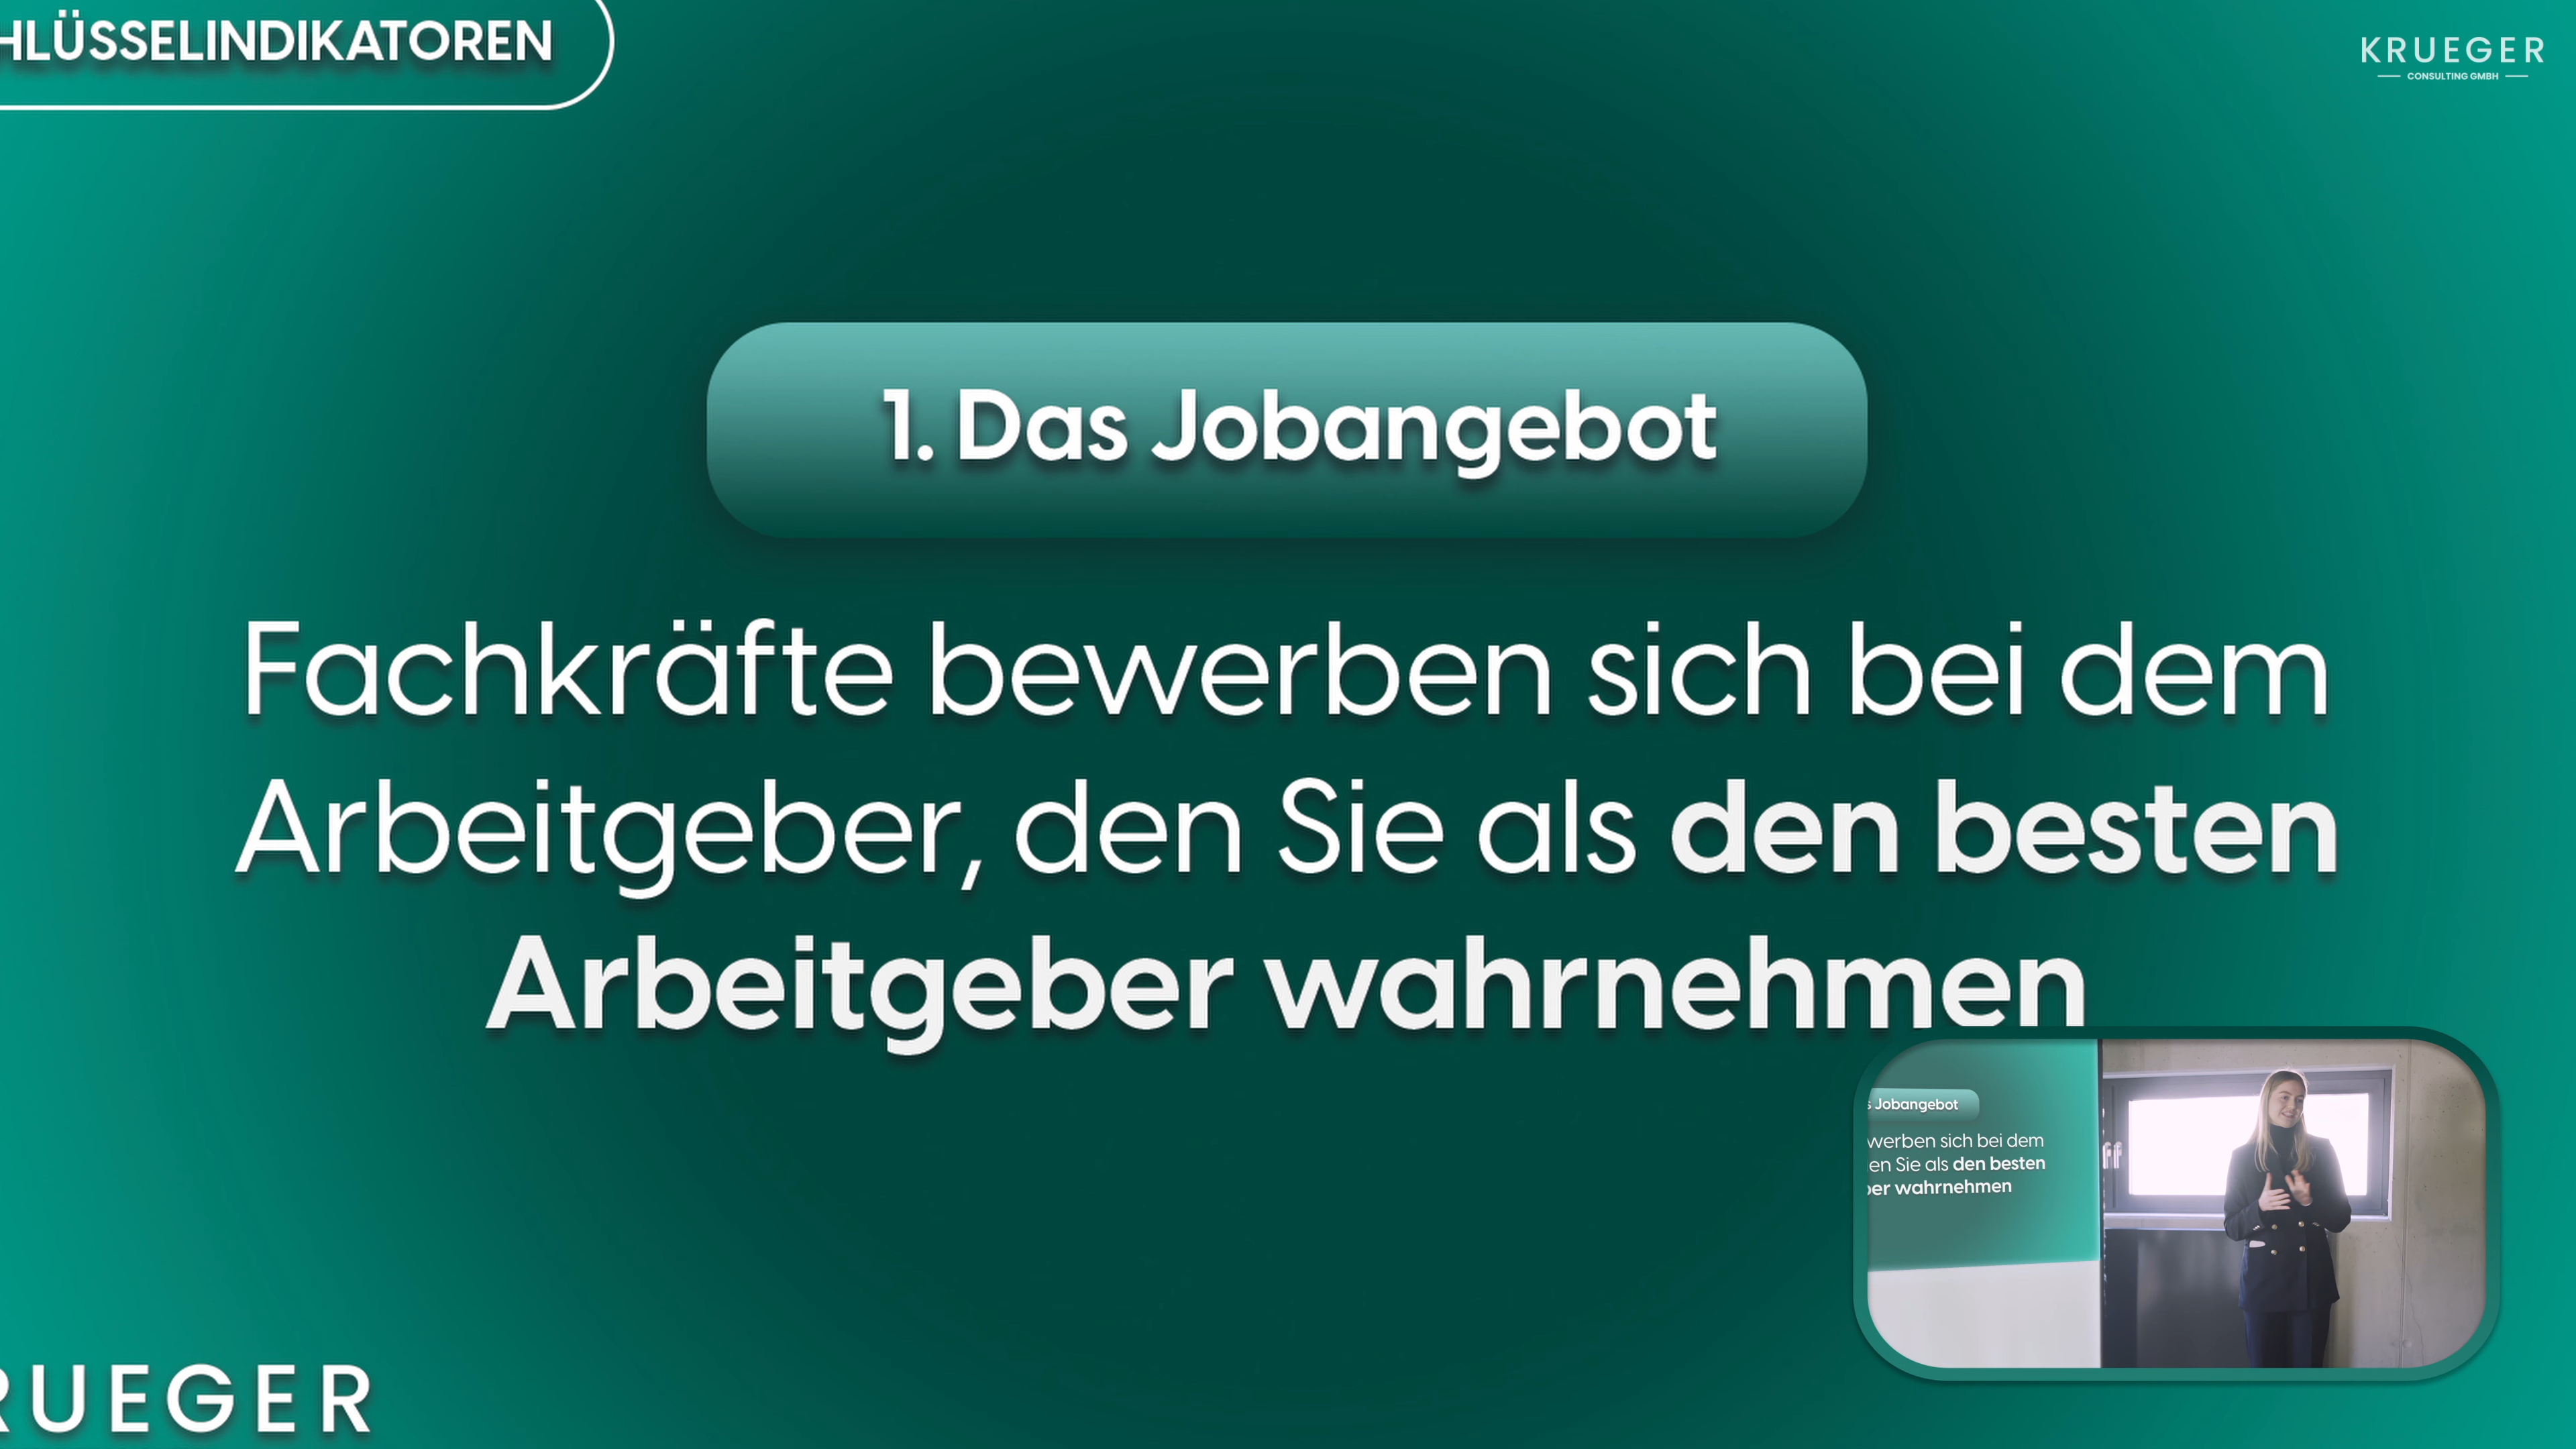 HLÜSSELINDIKATOREN
KRUEGER
CONSULTING GMBH
1. Das Jobangebot
Fachkräfte bewerben sich bei dem
Arbeitgeber, den Sie als den besten
Arbeitgeber wahrnehmen
s Jobangebot
werben sich bei dem
en Sie als den besten
ber wahrnehmen
RUEGER